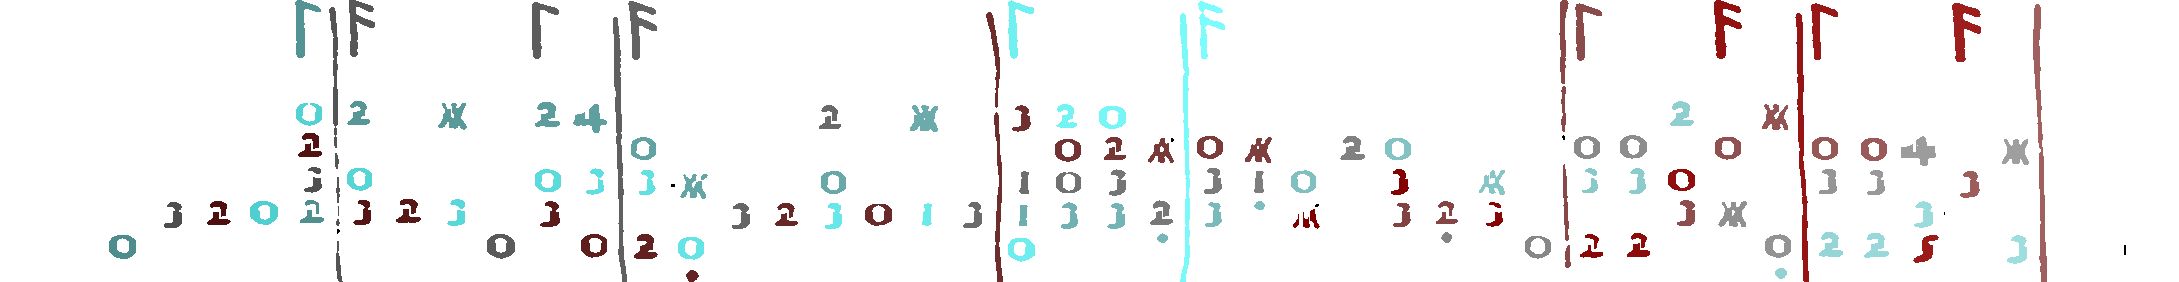 Γ F Γ F Γ F Γ F Γ F
0 2 Ж 2 4 2 Ж 3 2 0 2 Ж
2 0 0 2 Ж 0 Ж 2 0 0 0 0 0 0 4 Ж
3 0 0 3 3 Ж 0 1 0 3 3 1 0 3 Ж 3 3 0 3 3 3
3 2 0 2 3 2 3 3 3 2 3 0 1 3 1 3 3 2 3 Ж 3 2 3 3 Ж 3
0 0 0 2 0 0 0 2 2 0 2 2 5 3